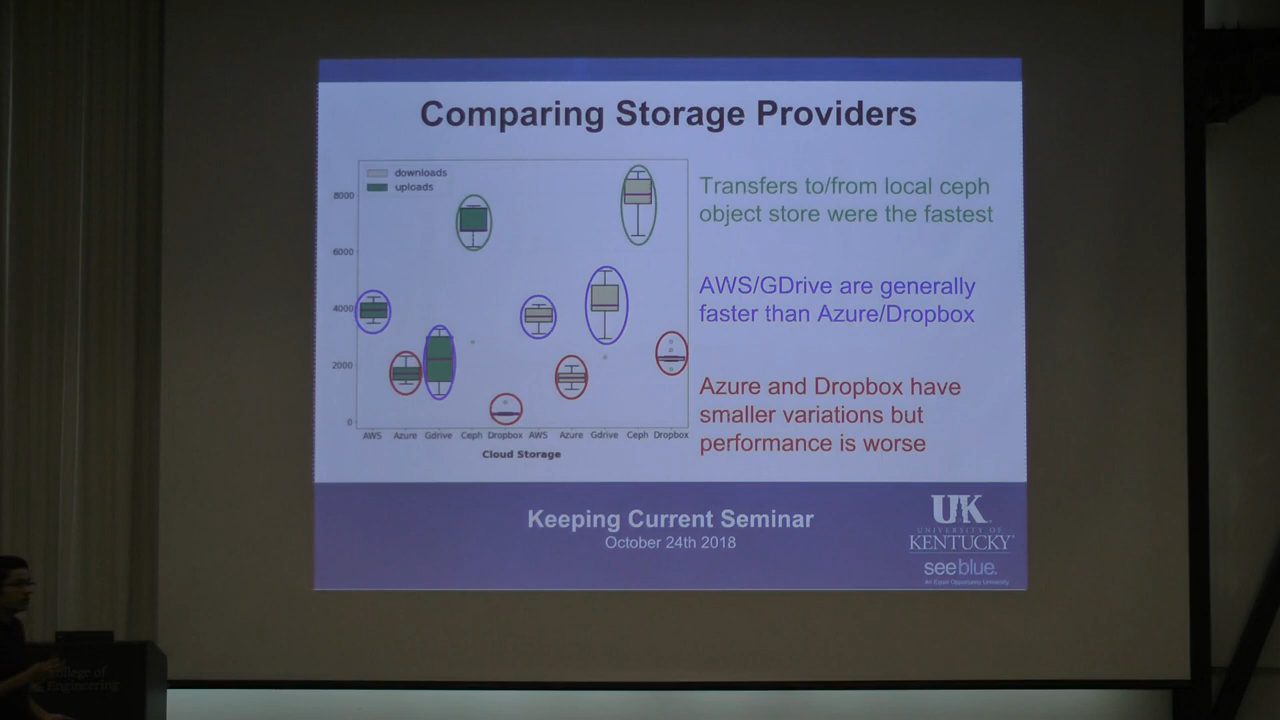 Comparing Storage Providers
downloads
uploads
8000
6000
4000
2000
0
AWS Azure Gdrive Ceph Dropbox AWS Azure Gdrive Ceph Dropbox
Cloud Storage
Transfers to/from local ceph
object store were the fastest
AWS/GDrive are generally
faster than Azure/Dropbox
Azure and Dropbox have
smaller variations but
performance is worse
Keeping Current Seminar
October 24th 2018
UK
UNIVERSITY OF
KENTUCKY
see blue.
An Equal Opportunity University
College of
Engineering